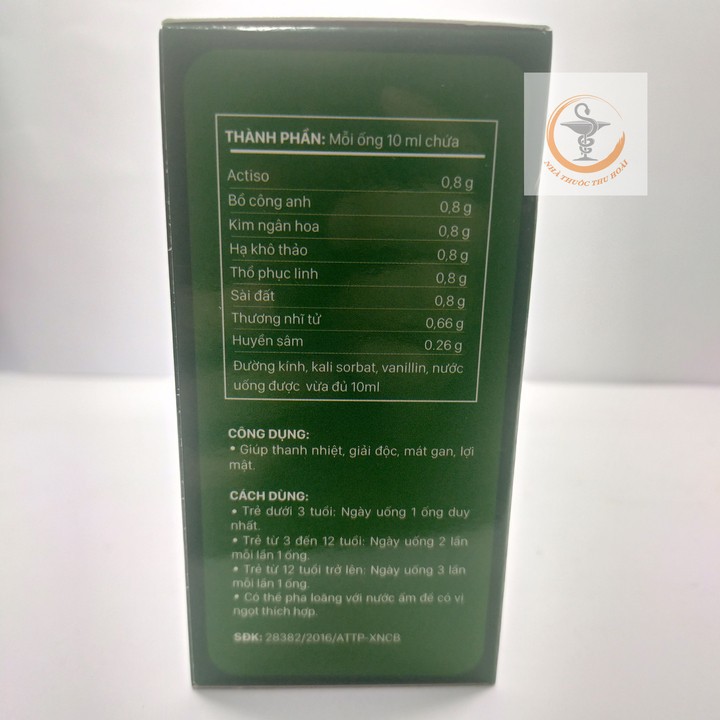 THÀNH PHẦN: Mỗi ống 10 ml chứa
Actiso 0,8 g
Bồ công anh 0,8 g
Kim ngân hoa 0,8 g
Hạ khô thảo 0,8 g
Thổ phục linh 0,8 g
Sài đất 0,8 g
Thương nhĩ tử 0,66 g
Huyền sâm 0.26 g
Đường kính, kali sorbat, vanillin, nước
uống được vừa đủ 10ml
CÔNG DỤNG:
• Giúp thanh nhiệt, giải độc, mát gan, lợi
mật.
CÁCH DÙNG:
• Trẻ dưới 3 tuổi: Ngày uống 1 ống duy
nhất.
• Trẻ từ 3 đến 12 tuổi: Ngày uống 2 lần
mỗi lần 1 ống.
• Trẻ từ 12 tuổi trở lên: Ngày uống 3 lần
mỗi lần 1 ống.
• Có thể pha loãng với nước ấm để có vị
ngọt thích hợp.
SĐK: 28382/2016/ATTP-XNCB
NHÀ THUỐC THU HOÀI